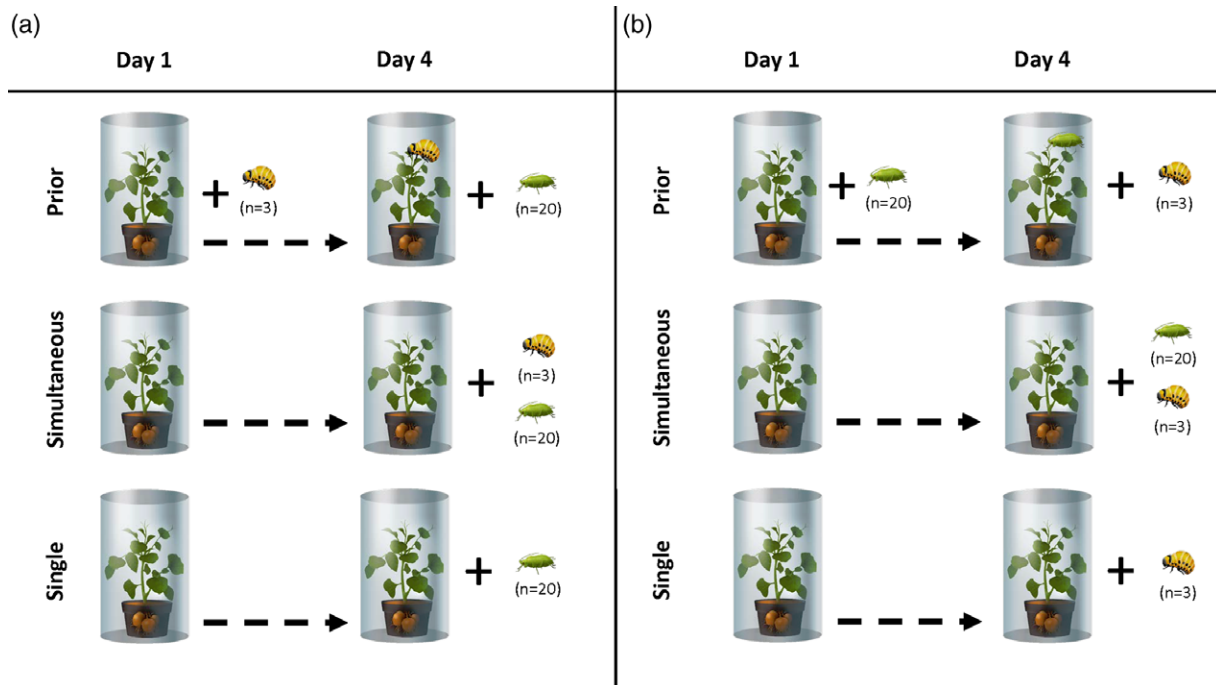 (a)
Day 1 Day 4
Prior
(n=3)
(n=20)
Simultaneous
(n=3)
(n=20)
Single
(n=20)
(b)
Day 1 Day 4
Prior
(n=20)
(n=3)
Simultaneous
(n=20)
(n=3)
Single
(n=3)